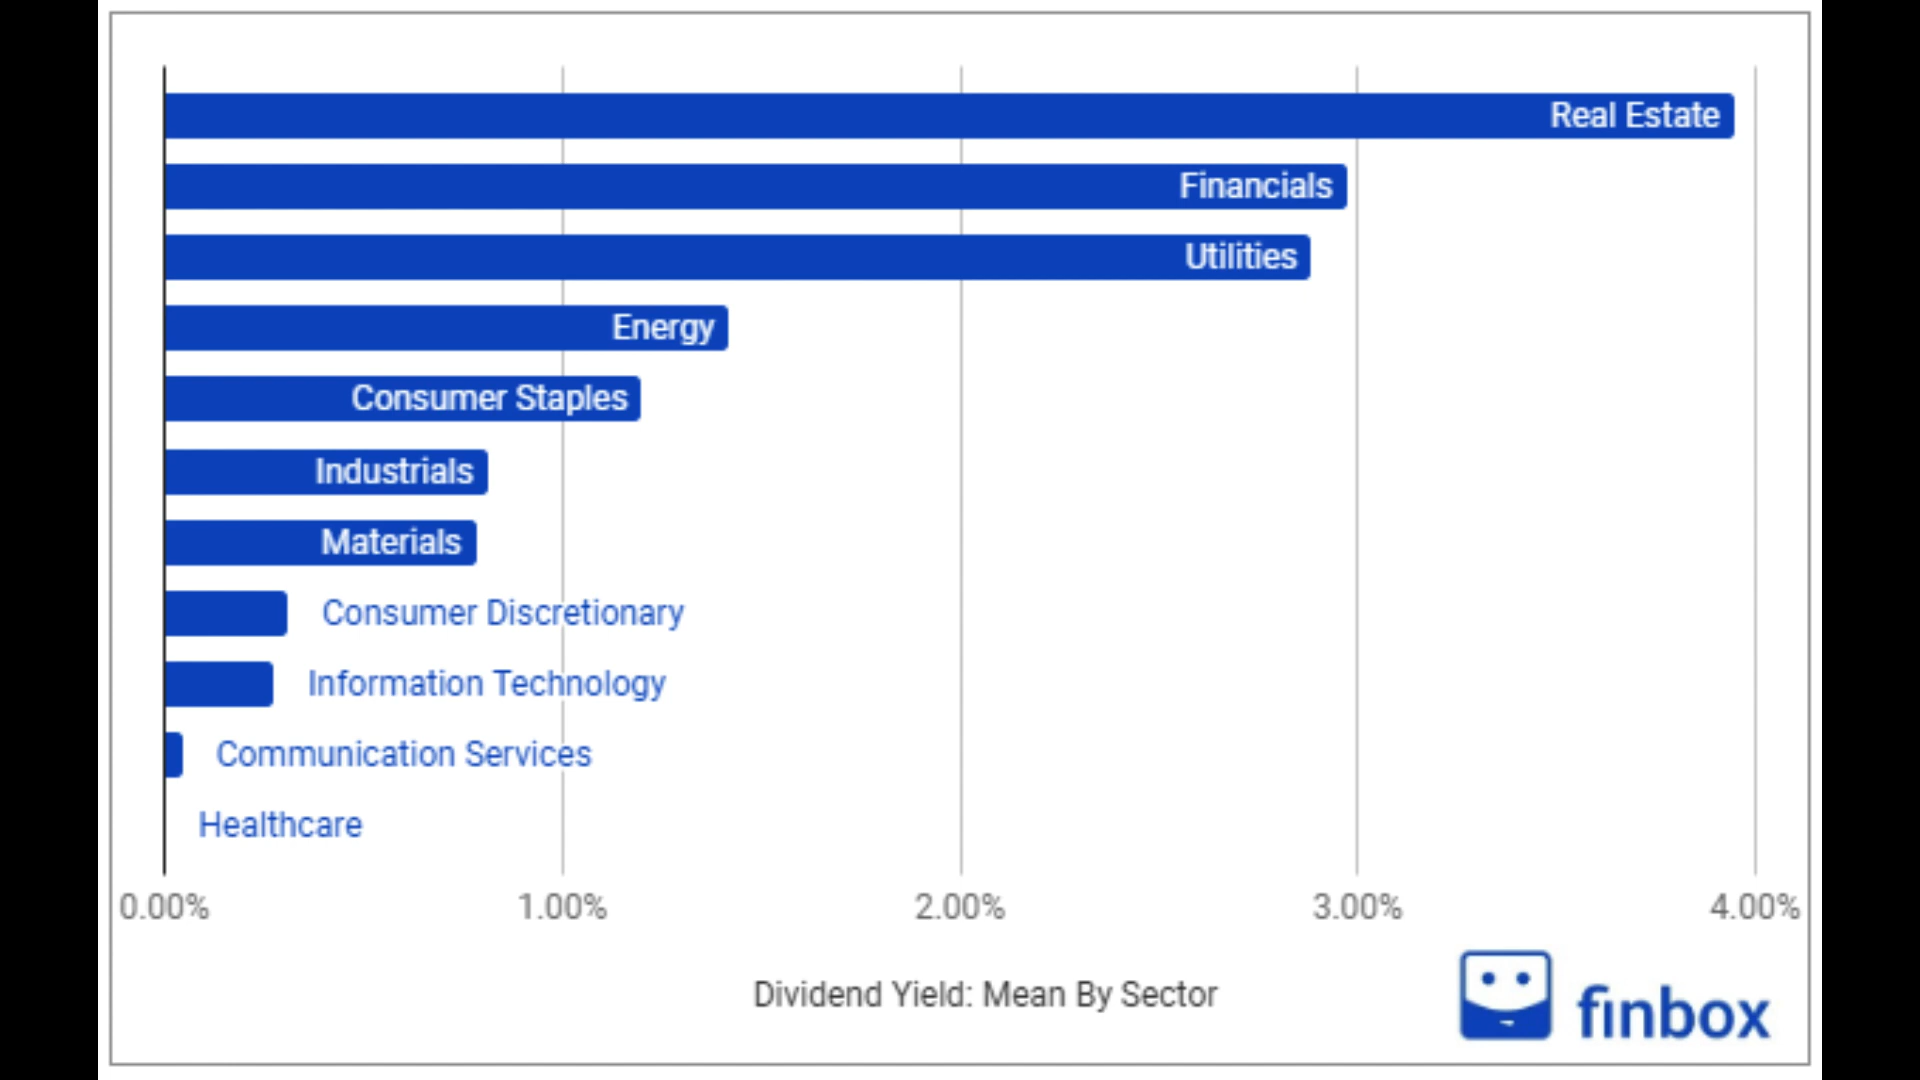 Real Estate
Financials
Utilities
Energy
Consumer Staples
Industrials
Materials
Consumer Discretionary
Information Technology
Communication Services
Healthcare
0.00% 1.00% 2.00% 3.00% 4.00%
Dividend Yield: Mean By Sector
finbox